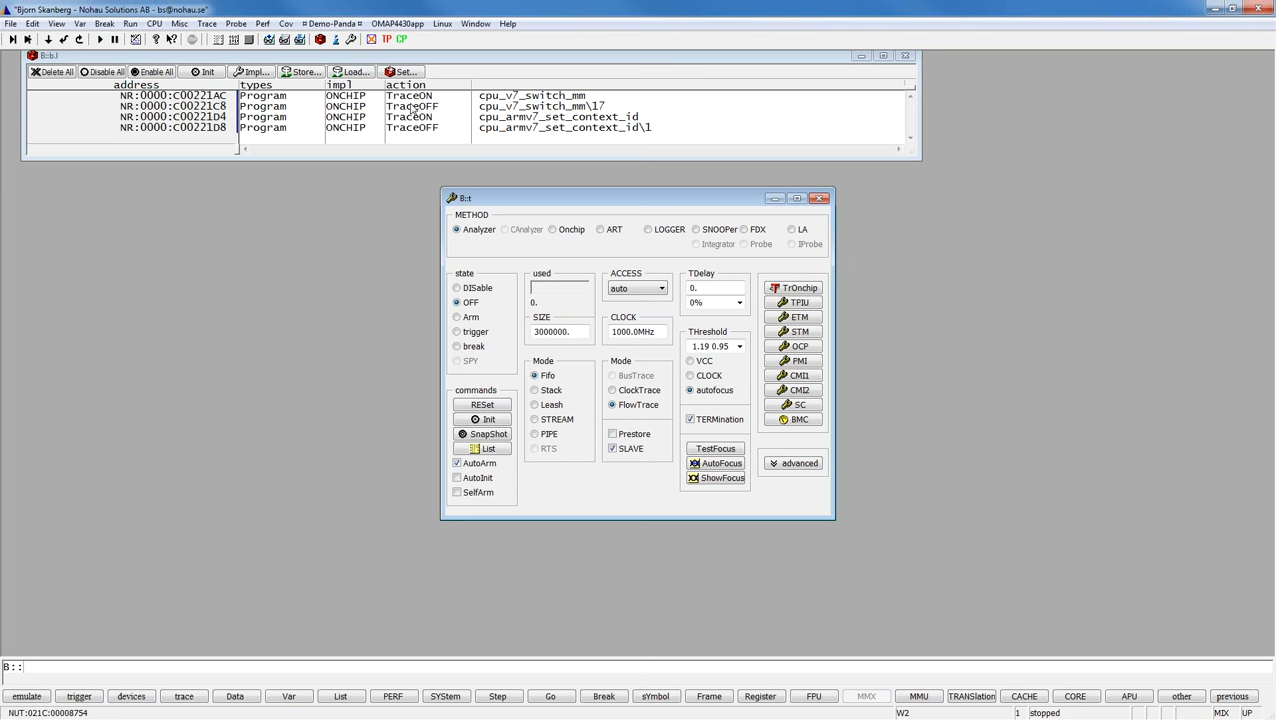 "Bjorn Skanberg" - Nohau Solutions AB - bs@nohau.se"
File Edit View Var Break Run CPU Misc Trace Probe Perf Cov ¤ Demo-Panda ¤ OMAP4430app Linux Window Help
TP CP
B::b.l
Delete All Disable All Enable All Init Impl... Store... Load... Set...
address types impl action
NR:0000:C00221AC Program ONCHIP TraceON cpu_v7_switch_mm
NR:0000:C00221C8 Program ONCHIP TraceOFF cpu_v7_switch_mm\17
NR:0000:C00221D4 Program ONCHIP TraceON cpu_armv7_set_context_id
NR:0000:C00221D8 Program ONCHIP TraceOFF cpu_armv7_set_context_id\1
B::t
METHOD
Analyzer CAnalyzer Onchip ART LOGGER SNOOPer FDX LA
Integrator Probe IProbe
state used ACCESS TDelay
DISable auto 0. TrOnchip
OFF 0. 0% TPIU
Arm SIZE CLOCK ETM
trigger 3000000. 1000.0MHz THreshold STM
break 1.19 0.95 OCP
SPY Mode Mode VCC PMI
Fifo BusTrace CLOCK CMI1
commands Stack ClockTrace autofocus CMI2
RESet Leash FlowTrace SC
Init STREAM TERMination BMC
SnapShot PIPE Prestore
List RTS SLAVE TestFocus
AutoArm AutoFocus advanced
AutoInit ShowFocus
SelfArm
B::
emulate trigger devices trace Data Var List PERF SYStem Step Go Break sYmbol Frame Register FPU MMX MMU TRANSlation CACHE CORE APU other previous
NUT:021C:00008754 W2 1 stopped MIX UP